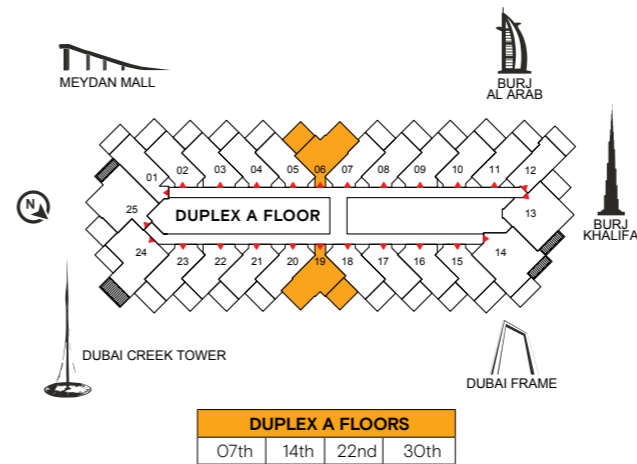 MEYDAN MALL
BURJ
AL ARAB
BURJ
KHALIFA
N
01 02 03 04 05 06 07 08 09 10 11 12
25 DUPLEX A FLOOR 13
24 23 22 21 20 19 18 17 16 15 14
DUBAI CREEK TOWER
DUBAI FRAME
DUPLEX A FLOORS
07th 14th 22nd 30th